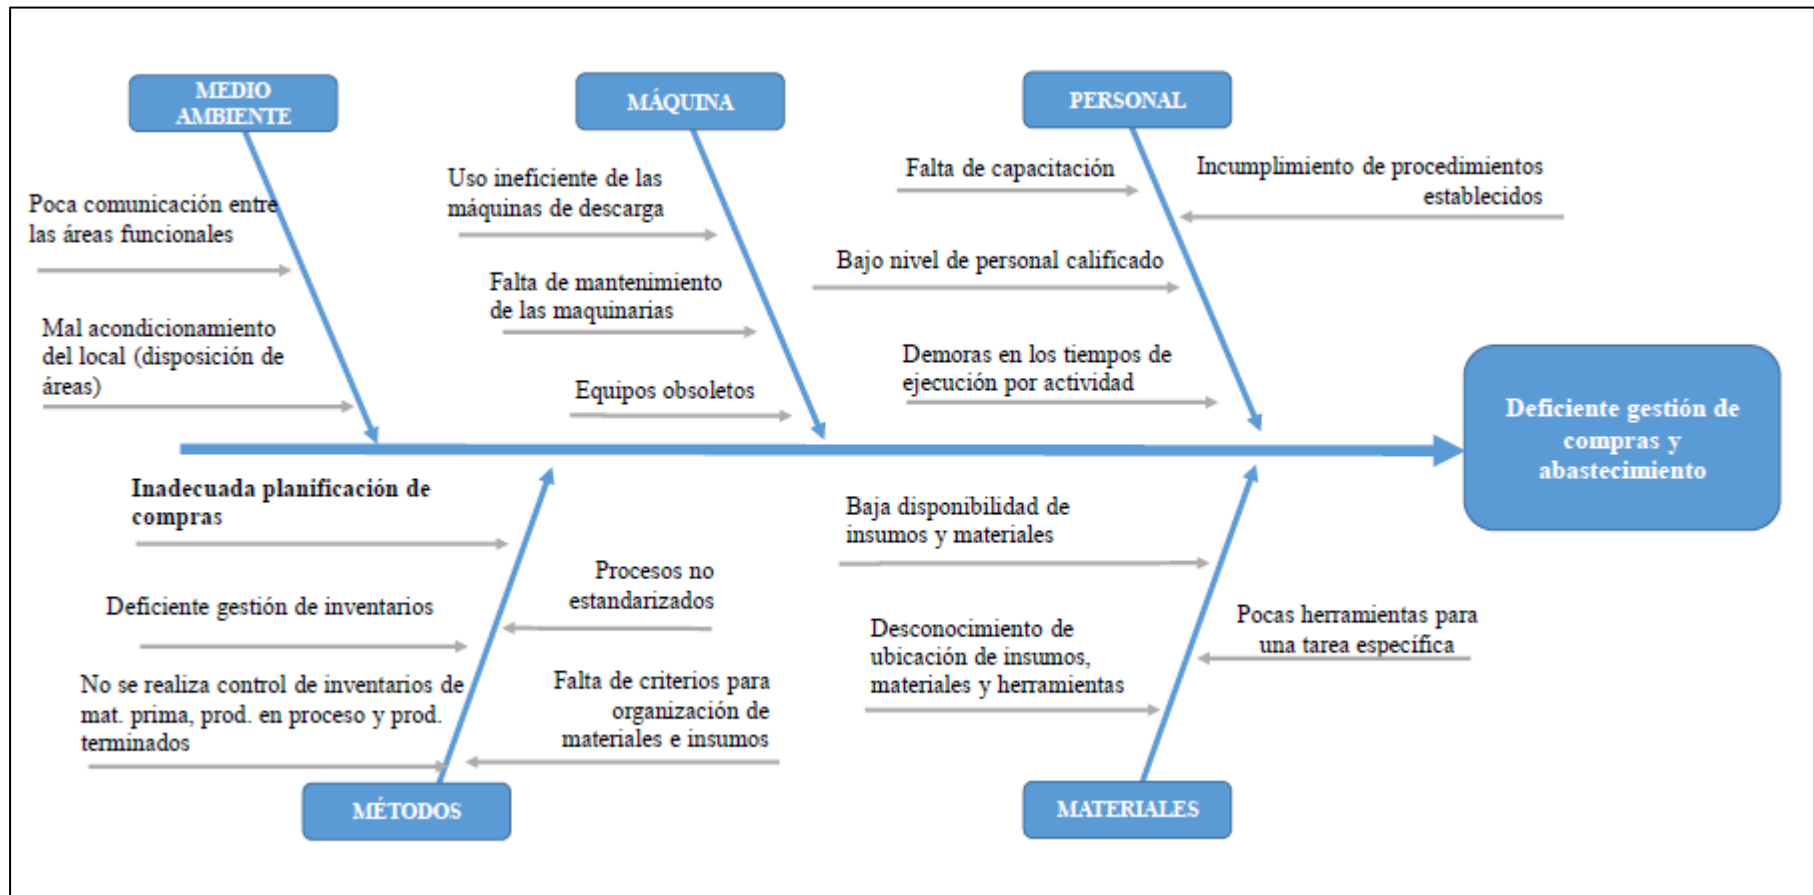 MEDIO
AMBIENTE
MÁQUINA
PERSONAL
Poca comunicación entre
las áreas funcionales
Mal acondicionamiento
del local (disposición de
áreas)
Uso ineficiente de las
máquinas de descarga
Falta de mantenimiento
de las maquinarias
Equipos obsoletos
Falta de capacitación
Incumplimiento de procedimientos
establecidos
Bajo nivel de personal calificado
Demoras en los tiempos de
ejecución por actividad
Deficiente gestión de
compras y
abastecimiento
Inadecuada planificación de
compras
Deficiente gestión de inventarios
No se realiza control de inventarios de
mat. prima, prod. en proceso y prod.
terminados
Procesos no
estandarizados
Falta de criterios para
organización de
materiales e insumos
Baja disponibilidad de
insumos y materiales
Desconocimiento de
ubicación de insumos,
materiales y herramientas
Pocas herramientas para
una tarea específica
MÉTODOS
MATERIALES